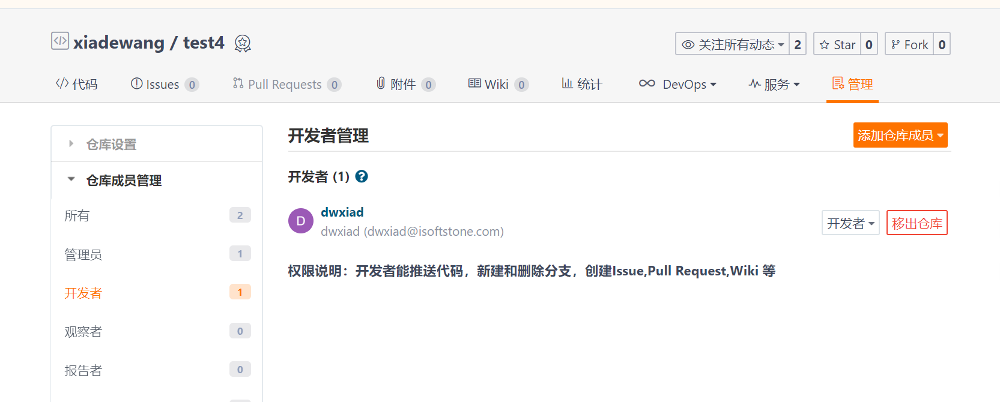 xiadewang / test4
关注所有动态 2 Star 0 Fork 0
代码 Issues 0 Pull Requests 0 附件 0 Wiki 0 统计 DevOps 服务 管理
仓库设置
仓库成员管理
所有 2
管理员 1
开发者 1
观察者 0
报告者 0
开发者管理
添加仓库成员
开发者 (1) ?
D
dwxiad
dwxiad (dwxiad@isoftstone.com)
开发者 移出仓库
权限说明：开发者能推送代码，新建和删除分支，创建Issue,Pull Request,Wiki 等